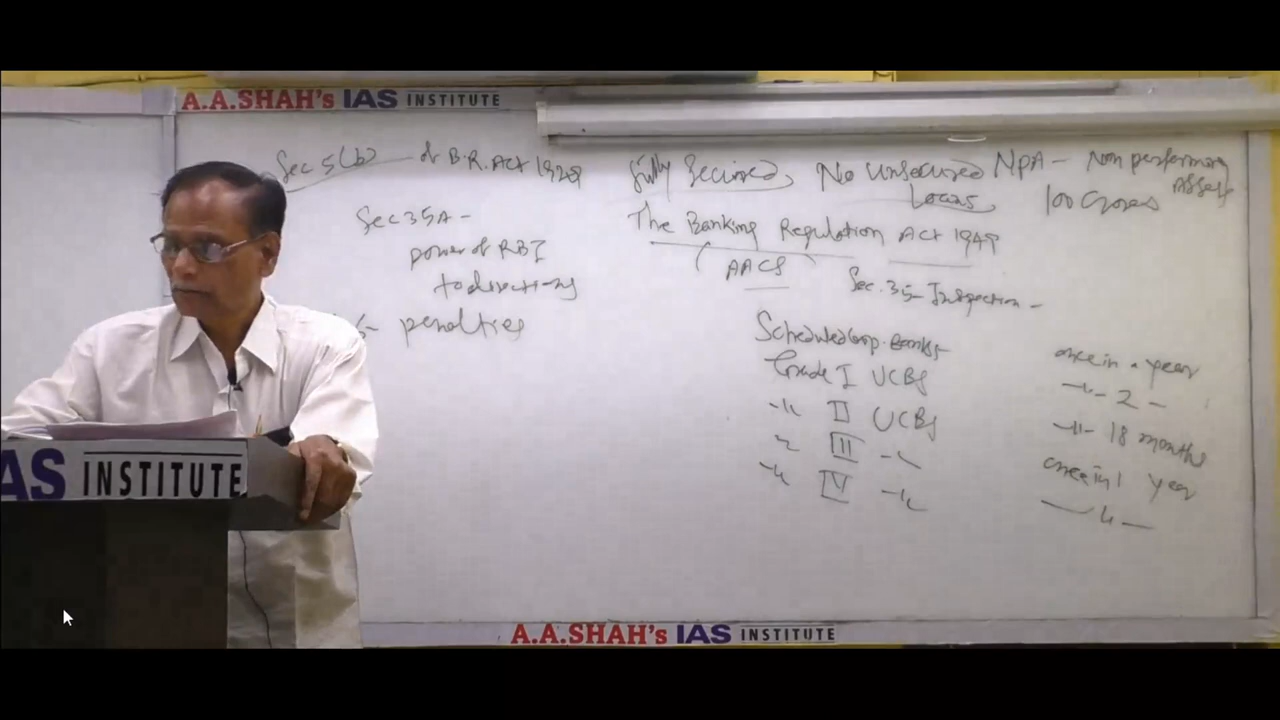 A.A.SHAH's IAS INSTITUTE
Sec 5(b) of B.R. Act 1949
Sec 35A -
power of RBI
to directions
penalties
fully Secured, No Unsecured
Loans,
NPA - Non performing
Assets
100 Crores
The Banking Regulation Act 1949
(AACS)
Sec. 35 - Inspection -
Scheduled Cop. Banks
once in a year
Grade I UCBs
-"- 2 -
-"- II UCBs
-"- 18 months
" III -"-
once in 1 year
-"- IV -"-
-"-
IAS INSTITUTE
A.A.SHAH's IAS INSTITUTE